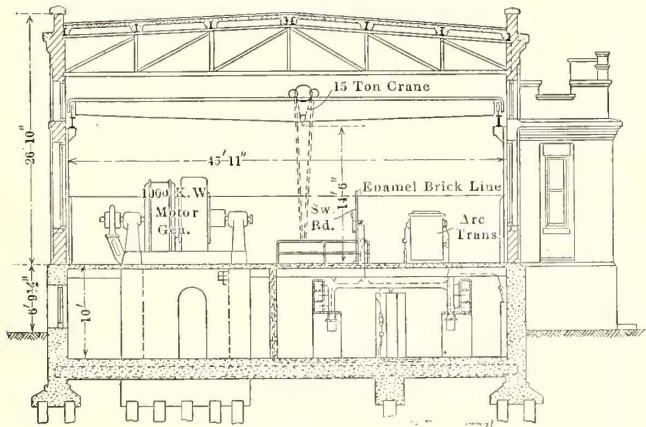 15 Ton Crane
26'-10"
45'-11"
14'-6"
1000 K.W.
Motor
Gen.
Enamel Brick Line
Sw.
Bd.
Arc
Trans
6'-9½"
10'